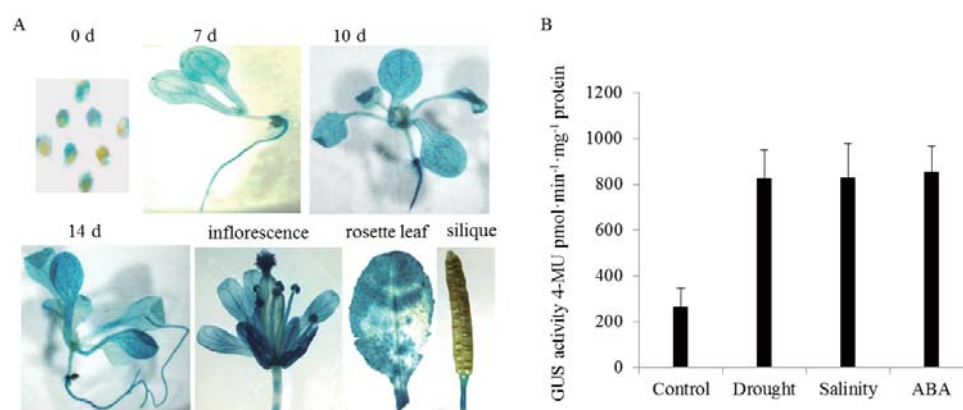 A
0 d
7 d
10 d
14 d
inflorescence
rosette leaf
silique
B
GUS activity 4-MU pmol·min⁻¹·mg⁻¹ protein
1200
1000
800
600
400
200
0
Control
Drought
Salinity
ABA